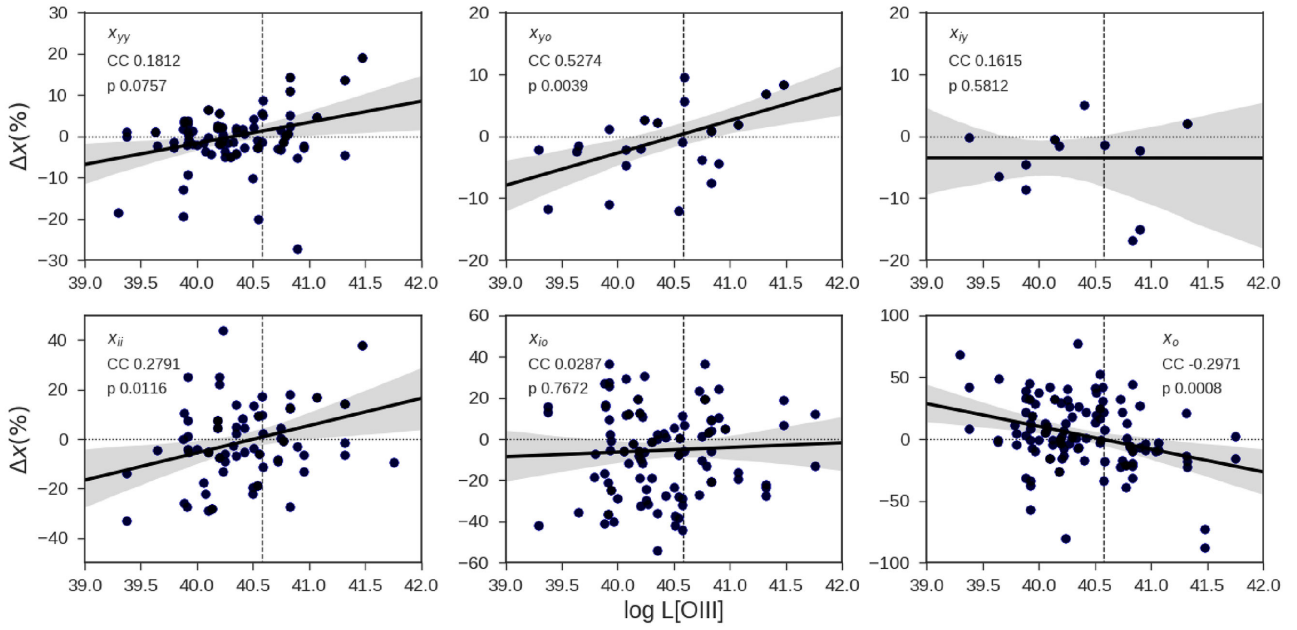 x_yy
CC 0.1812
p 0.0757
30
20
10
0
−10
−20
−30
Δx(%)
39.0 39.5 40.0 40.5 41.0 41.5 42.0
x_yo
CC 0.5274
p 0.0039
20
10
0
−10
−20
39.0 39.5 40.0 40.5 41.0 41.5 42.0
x_iy
CC 0.1615
p 0.5812
20
10
0
−10
−20
39.0 39.5 40.0 40.5 41.0 41.5 42.0
x_ii
CC 0.2791
p 0.0116
40
20
0
−20
−40
Δx(%)
39.0 39.5 40.0 40.5 41.0 41.5 42.0
x_io
CC 0.0287
p 0.7672
60
40
20
0
−20
−40
−60
39.0 39.5 40.0 40.5 41.0 41.5 42.0
x_o
CC -0.2971
p 0.0008
100
50
0
−50
−100
39.0 39.5 40.0 40.5 41.0 41.5 42.0
log L[OIII]